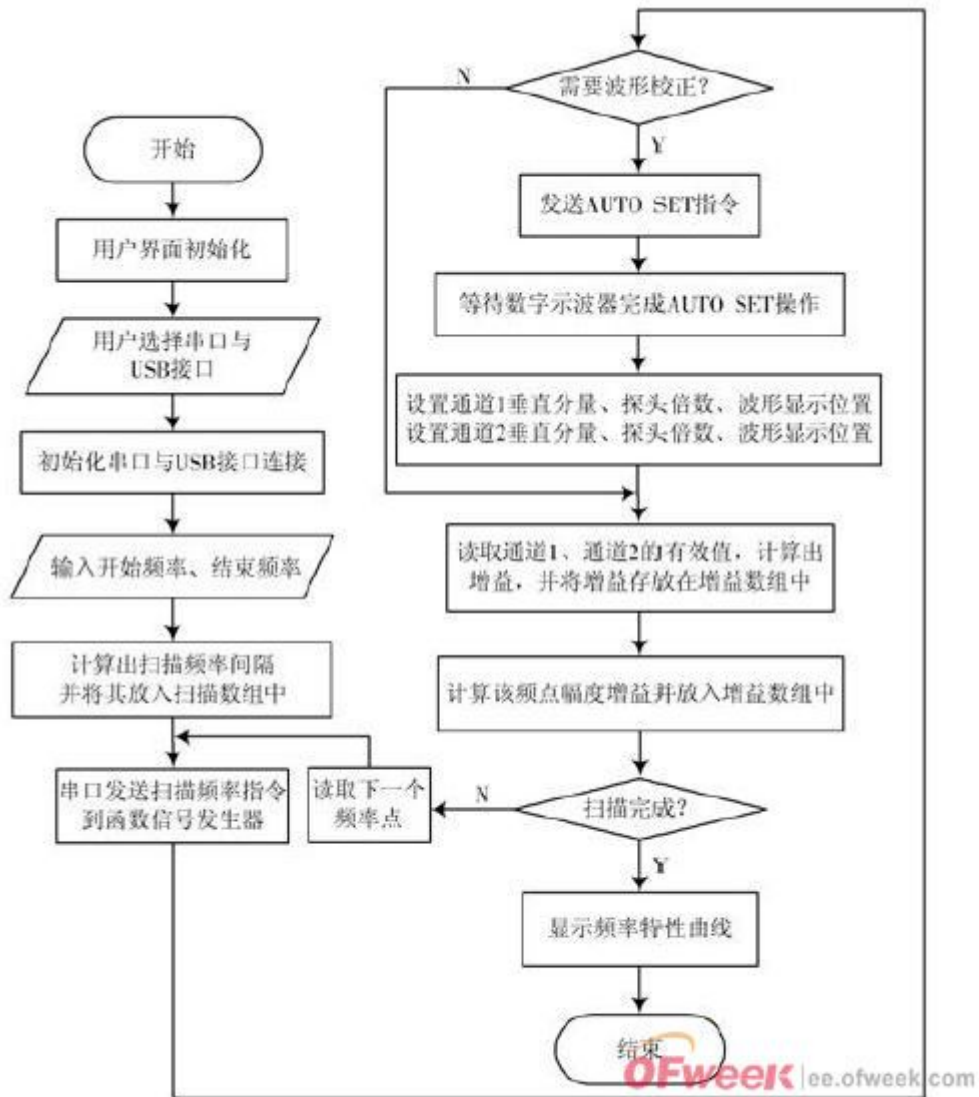 开始
用户界面初始化
用户选择串口与
USB接口
初始化串口与USB接口连接
输入开始频率、结束频率
计算出扫描频率间隔
并将其放入扫描数组中
串口发送扫描频率指令
到函数信号发生器
需要波形校正?
N
Y
发送AUTO SET指令
等待数字示波器完成AUTO SET操作
设置通道1垂直分量、探头倍数、波形显示位置
设置通道2垂直分量、探头倍数、波形显示位置
读取通道1、通道2的有效值，计算出
增益，并将增益存放在增益数组中
计算该频点幅度增益并放入增益数组中
扫描完成?
N
读取下一个
频率点
Y
显示频率特性曲线
结束
OFweek ee.ofweek.com